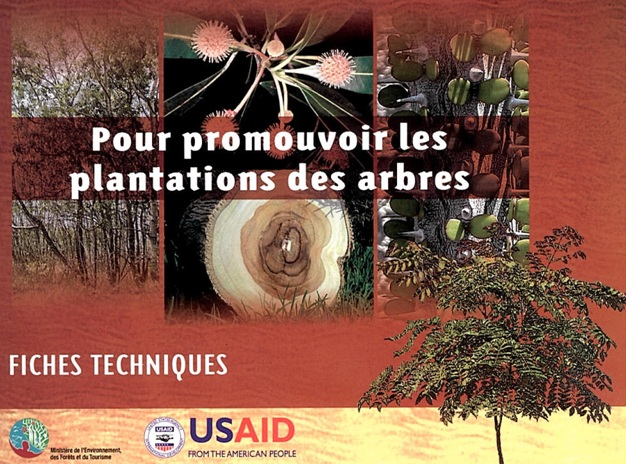 Pour promouvoir les
plantations des arbres
FICHES TECHNIQUES
Ministère de l'Environnement,
des Forêts et du Tourisme
USAID
USAID
FROM THE AMERICAN PEOPLE